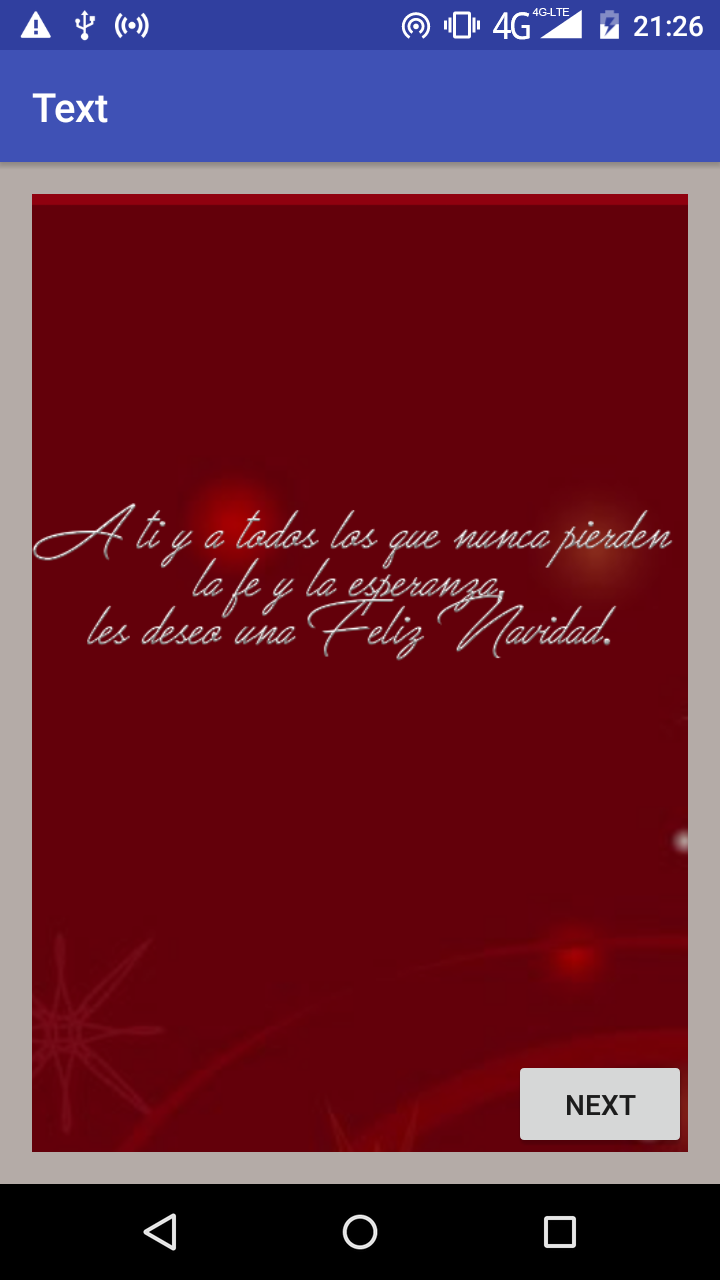 4G 4G-LTE 21:26
Text
A ti y a todos los que nunca pierden
la fe y la esperanza,
les deseo una Feliz Navidad.
NEXT